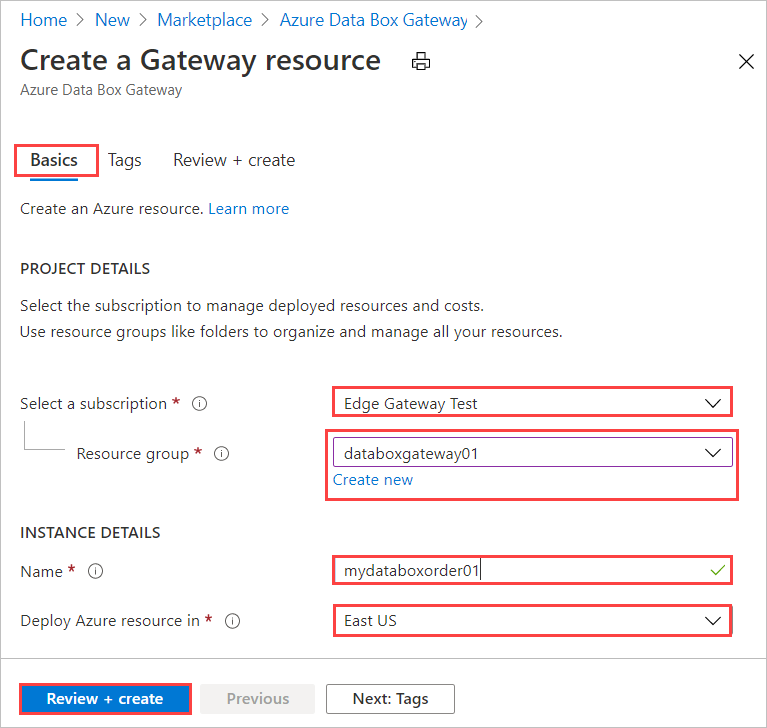 Home > New > Marketplace > Azure Data Box Gateway >
Create a Gateway resource
Azure Data Box Gateway
Basics Tags Review + create
Create an Azure resource. Learn more
PROJECT DETAILS
Select the subscription to manage deployed resources and costs.
Use resource groups like folders to organize and manage all your resources.
Select a subscription * Edge Gateway Test
Resource group * databoxgateway01
Create new
INSTANCE DETAILS
Name * mydataboxorder01
Deploy Azure resource in * East US
Review + create Previous Next: Tags